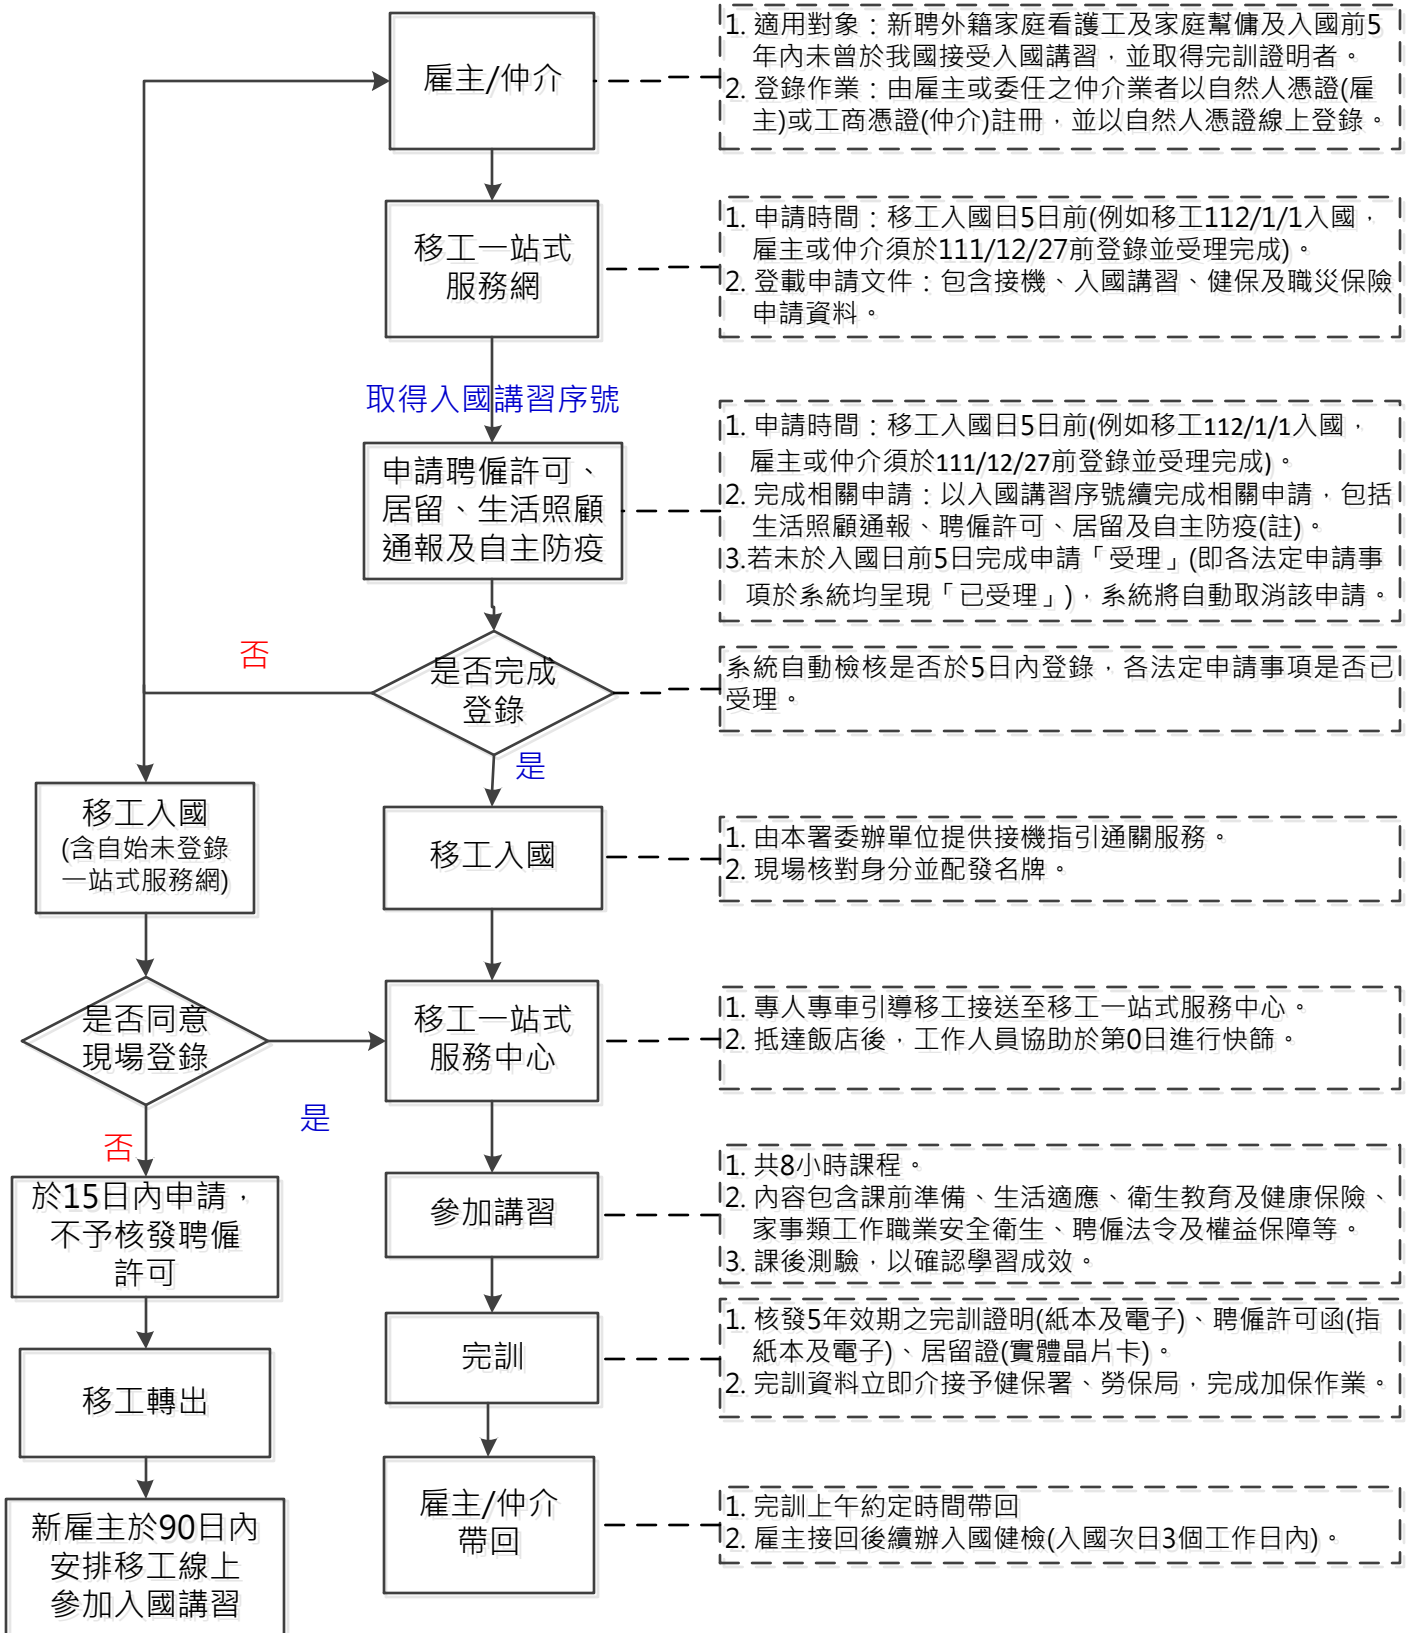 雇主/仲介
1. 適用對象：新聘外籍家庭看護工及家庭幫傭及入國前5
年內未曾於我國接受入國講習，並取得完訓證明者。
2. 登錄作業：由雇主或委任之仲介業者以自然人憑證(雇
主)或工商憑證(仲介)註冊，並以自然人憑證線上登錄。
移工一站式
服務網
1. 申請時間：移工入國日5日前(例如移工112/1/1入國，
雇主或仲介須於111/12/27前登錄並受理完成)。
2. 登載申請文件：包含接機、入國講習、健保及職災保險
申請資料。
取得入國講習序號
申請聘僱許可、
居留、生活照顧
通報及自主防疫
1. 申請時間：移工入國日5日前(例如移工112/1/1入國，
雇主或仲介須於111/12/27前登錄並受理完成)。
2. 完成相關申請：以入國講習序號續完成相關申請，包括
生活照顧通報、聘僱許可、居留及自主防疫(註)。
3.若未於入國日前5日完成申請「受理」(即各法定申請事
項於系統均呈現「已受理」)，系統將自動取消該申請。
否
是否完成
登錄
系統自動檢核是否於5日內登錄，各法定申請事項是否已
受理。
是
移工入國
(含自始未登錄
一站式服務網)
移工入國
1. 由本署委辦單位提供接機指引通關服務。
2. 現場核對身分並配發名牌。
是否同意
現場登錄
是
移工一站式
服務中心
1. 專人專車引導移工接送至移工一站式服務中心。
2. 抵達飯店後，工作人員協助於第0日進行快篩。
否
於15日內申請，
不予核發聘僱
許可
參加講習
1. 共8小時課程。
2. 內容包含課前準備、生活適應、衛生教育及健康保險、
家事類工作職業安全衛生、聘僱法令及權益保障等。
3. 課後測驗，以確認學習成效。
移工轉出
完訓
1. 核發5年效期之完訓證明(紙本及電子)、聘僱許可函(指
紙本及電子)、居留證(實體晶片卡)。
2. 完訓資料立即介接予健保署、勞保局，完成加保作業。
新雇主於90日內
安排移工線上
參加入國講習
雇主/仲介
帶回
1. 完訓上午約定時間帶回
2. 雇主接回後續辦入國健檢(入國次日3個工作日內)。